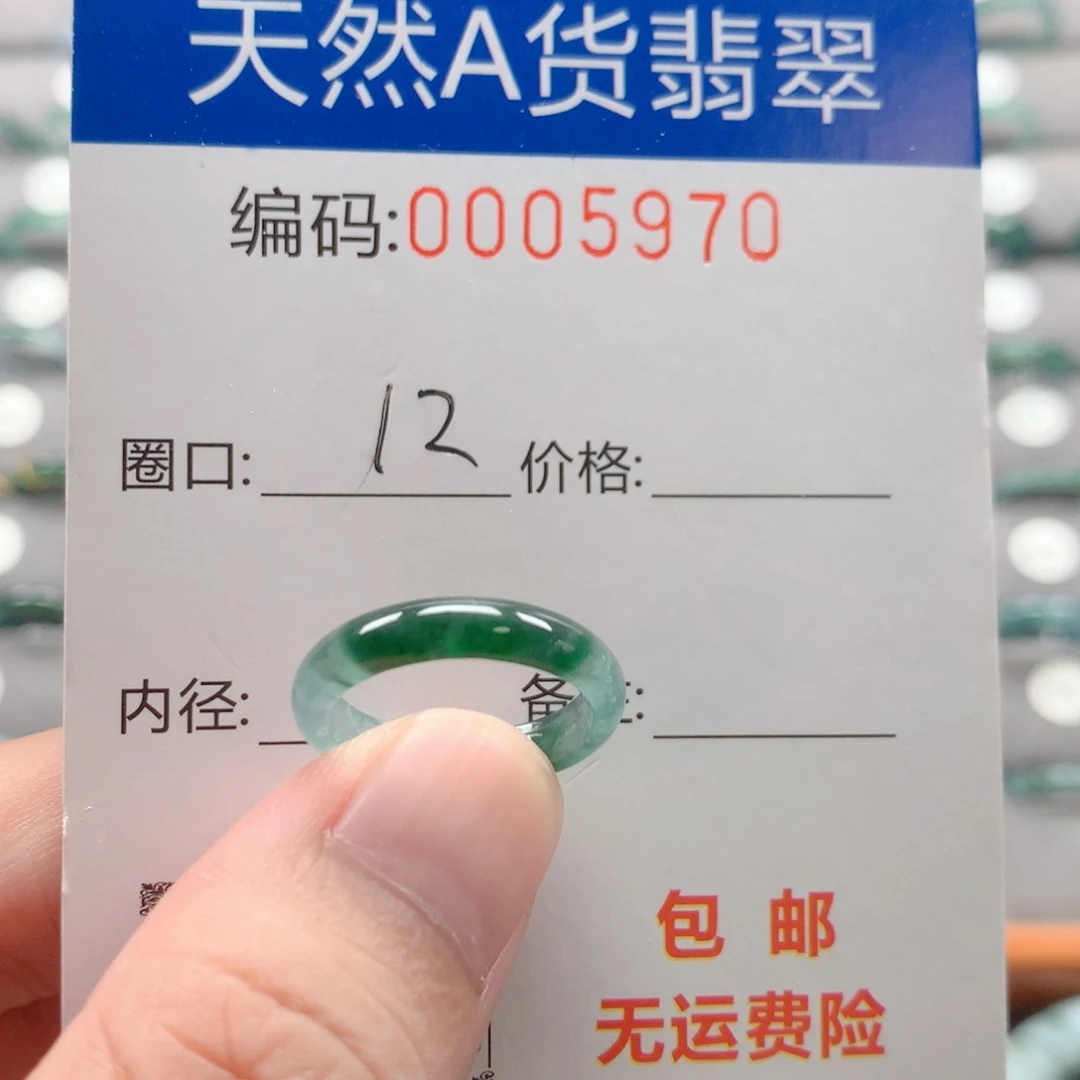 天然A货翡翠
编码:0005970
圈口: 12 价格:
内径: 备
包邮
无运费险